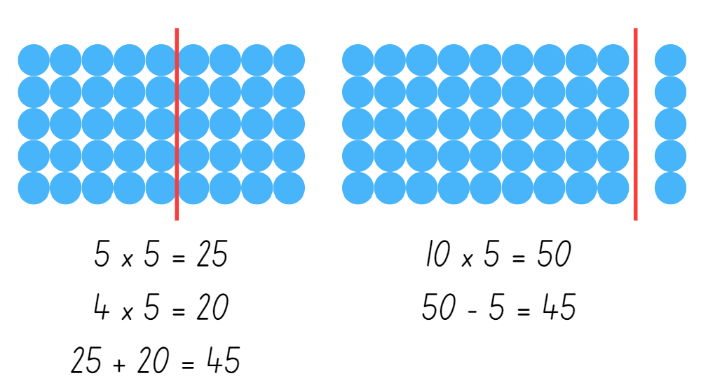 5 x 5 = 25
4 x 5 = 20
25 + 20 = 45
10 x 5 = 50
50 - 5 = 45